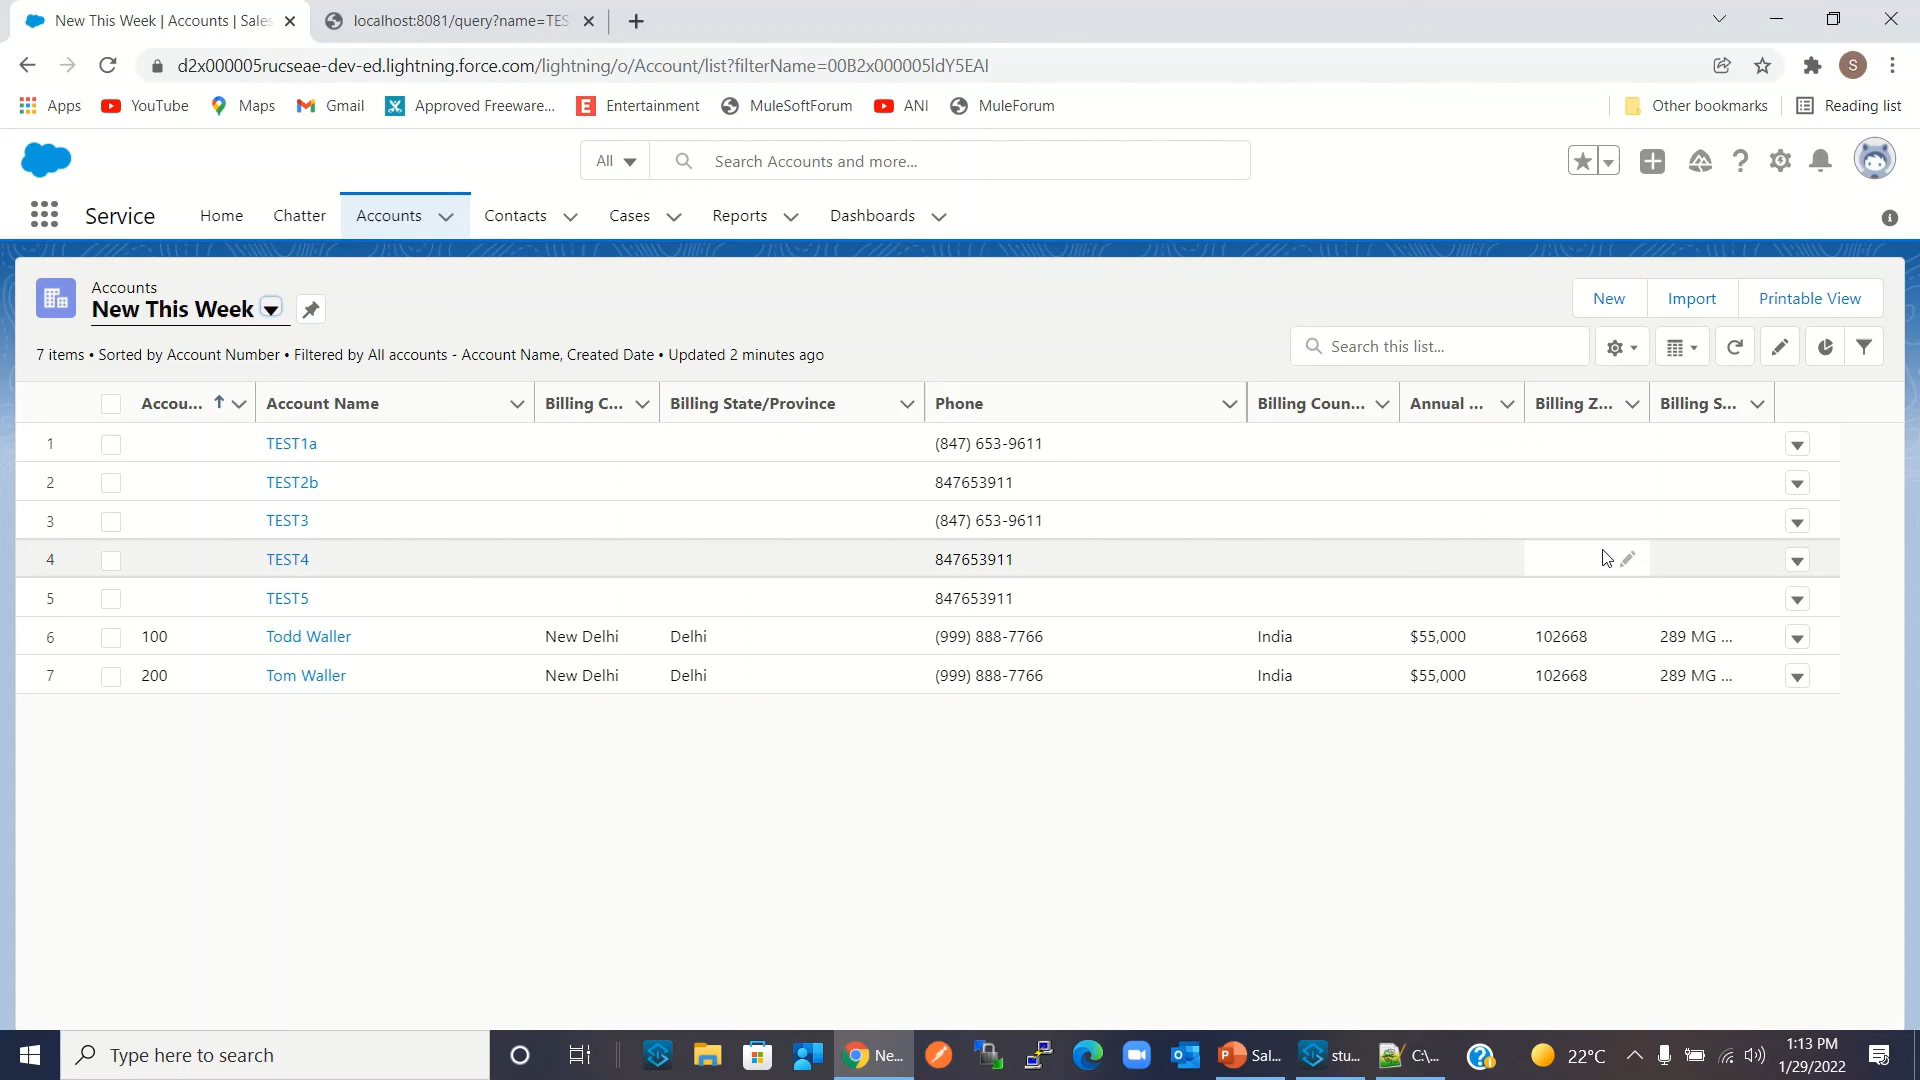 New This Week | Accounts | Sales
localhost:8081/query?name=TES
d2x000005rucseae-dev-ed.lightning.force.com/lightning/o/Account/list?filterName=00B2x000005ldY5EAI
S
Apps
YouTube
Maps
Gmail
Approved Freeware...
E Entertainment
MuleSoftForum
ANI
MuleForum
Other bookmarks
Reading list
All
Search Accounts and more...
Service
Home
Chatter
Accounts
Contacts
Cases
Reports
Dashboards
Accounts
New This Week
New
Import
Printable View
7 items • Sorted by Account Number • Filtered by All accounts - Account Name, Created Date • Updated 2 minutes ago
Search this list...
Accou... Account Name Billing C... Billing State/Province Phone Billing Coun... Annual ... Billing Z... Billing S...
1 TEST1a (847) 653-9611
2 TEST2b 847653911
3 TEST3 (847) 653-9611
4 TEST4 847653911
5 TEST5 847653911
6 100 Todd Waller New Delhi Delhi (999) 888-7766 India $55,000 102668 289 MG ...
7 200 Tom Waller New Delhi Delhi (999) 888-7766 India $55,000 102668 289 MG ...
Type here to search
Ne...
Sal...
stu...
C:\...
22°C
1:13 PM
1/29/2022